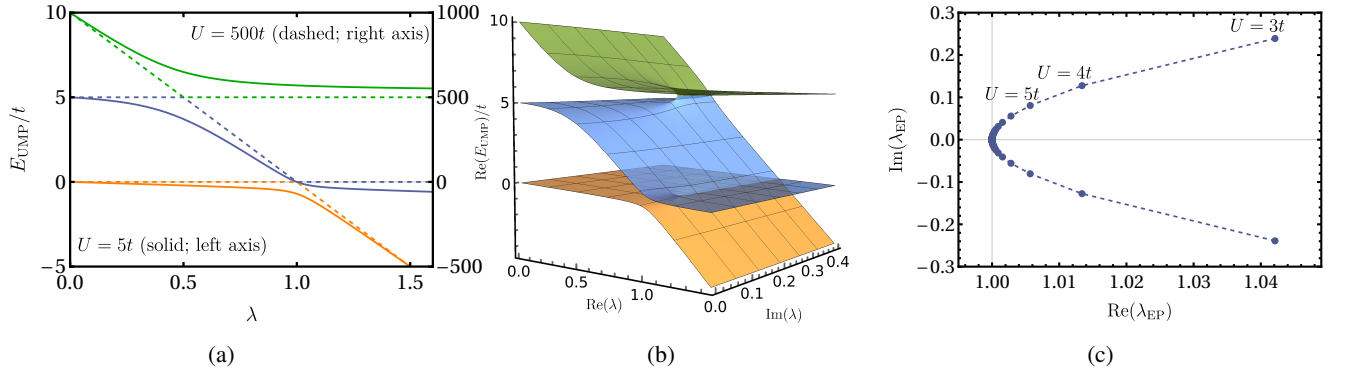 10
5
0
−5
E_UMP/t
U = 500t (dashed; right axis)
U = 5t (solid; left axis)
1000
500
0
−500
0.0 0.5 1.0 1.5
λ
(a)
10
5
0
Re(E_UMP)/t
0.0 0.5 1.0
Re(λ)
0.0 0.1 0.2 0.3 0.4
Im(λ)
(b)
0.3
0.2
0.1
0.0
−0.1
−0.2
−0.3
Im(λ_EP)
U = 3t
U = 4t
U = 5t
1.00 1.01 1.02 1.03 1.04
Re(λ_EP)
(c)